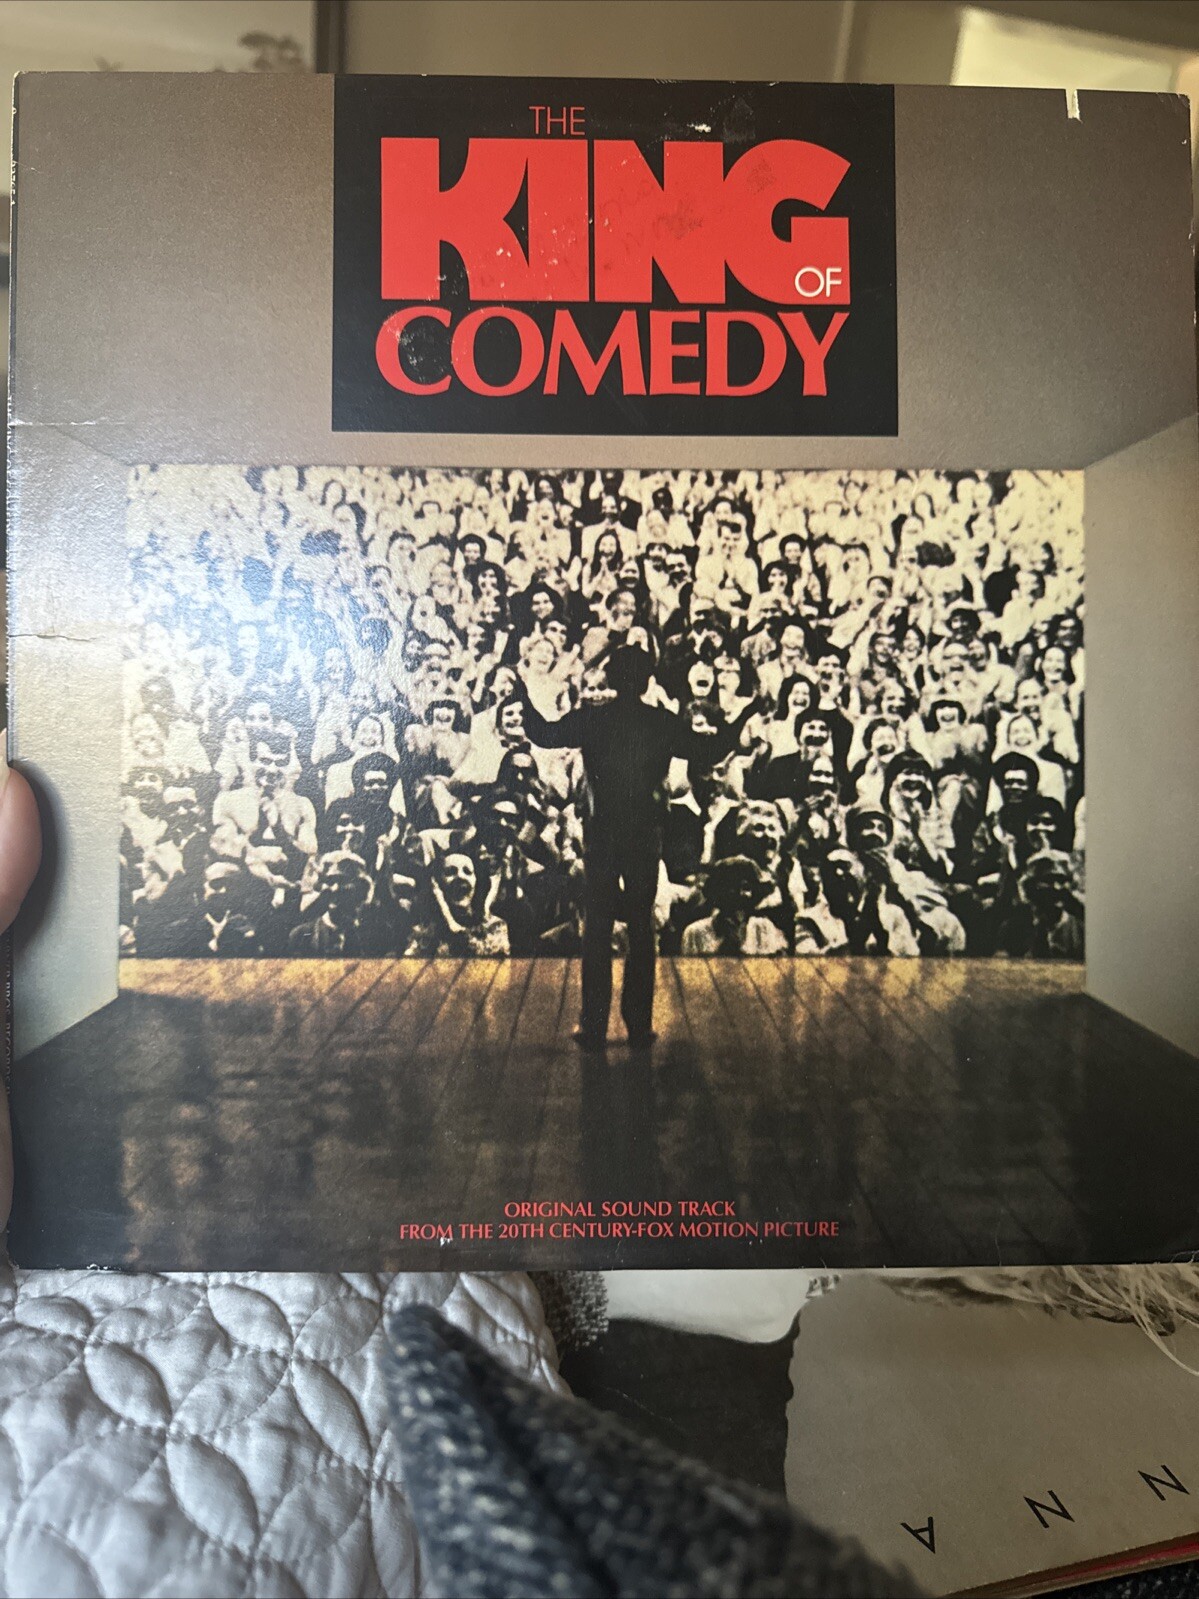 THE
KING
OF
COMEDY
ORIGINAL SOUND TRACK
FROM THE 20TH CENTURY-FOX MOTION PICTURE
A N N